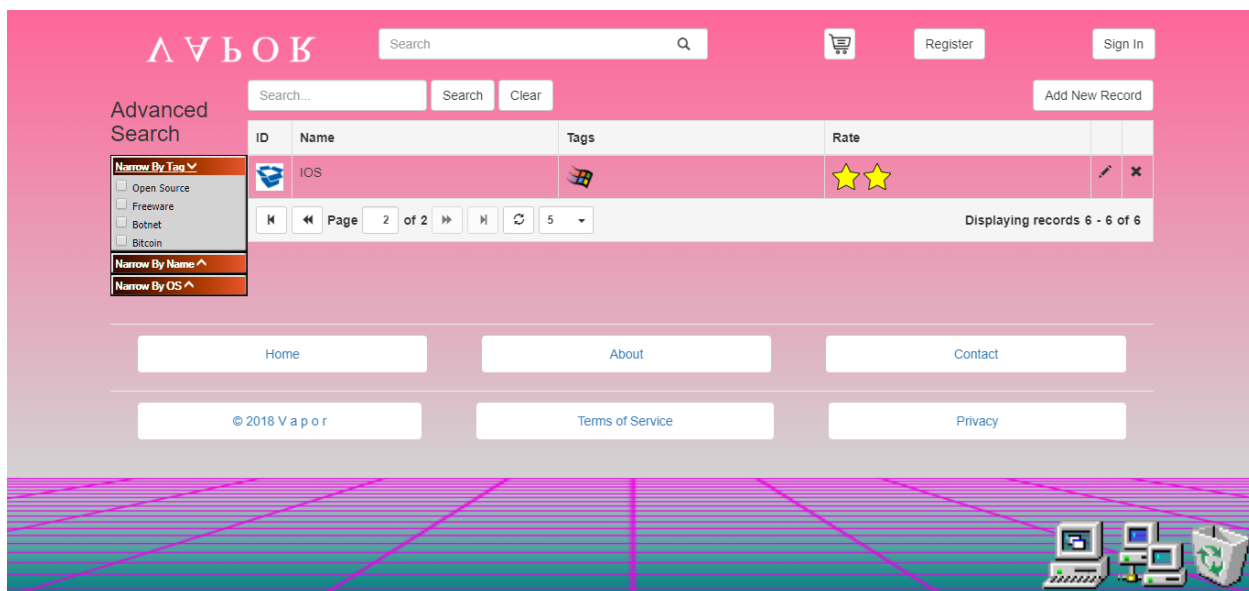 VAPOR
Search
Register
Sign In
Advanced
Search
Search...
Search
Clear
Add New Record
ID Name Tags Rate
Narrow By Tag
Open Source
Freeware
Botnet
Bitcoin
Narrow By Name
Narrow By OS
IOS
Page 2 of 2 5
Displaying records 6 - 6 of 6
Home About Contact
© 2018 V a p o r Terms of Service Privacy